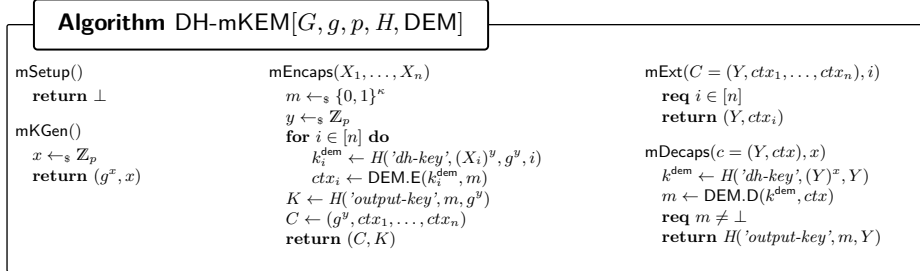 Algorithm DH-mKEM[G, g, p, H, DEM]
mSetup()
return ⊥
mKGen()
x ←$ ℤp
return (g^x, x)
mEncaps(X1, . . . , Xn)
m ←$ {0, 1}^κ
y ←$ ℤp
for i ∈ [n] do
k_i^dem ← H('dh-key', (Xi)^y, g^y, i)
ctxi ← DEM.E(k_i^dem, m)
K ← H('output-key', m, g^y)
C ← (g^y, ctx1, . . . , ctxn)
return (C, K)
mExt(C = (Y, ctx1, . . . , ctxn), i)
req i ∈ [n]
return (Y, ctxi)
mDecaps(c = (Y, ctx), x)
k^dem ← H('dh-key', (Y)^x, Y)
m ← DEM.D(k^dem, ctx)
req m ≠ ⊥
return H('output-key', m, Y)